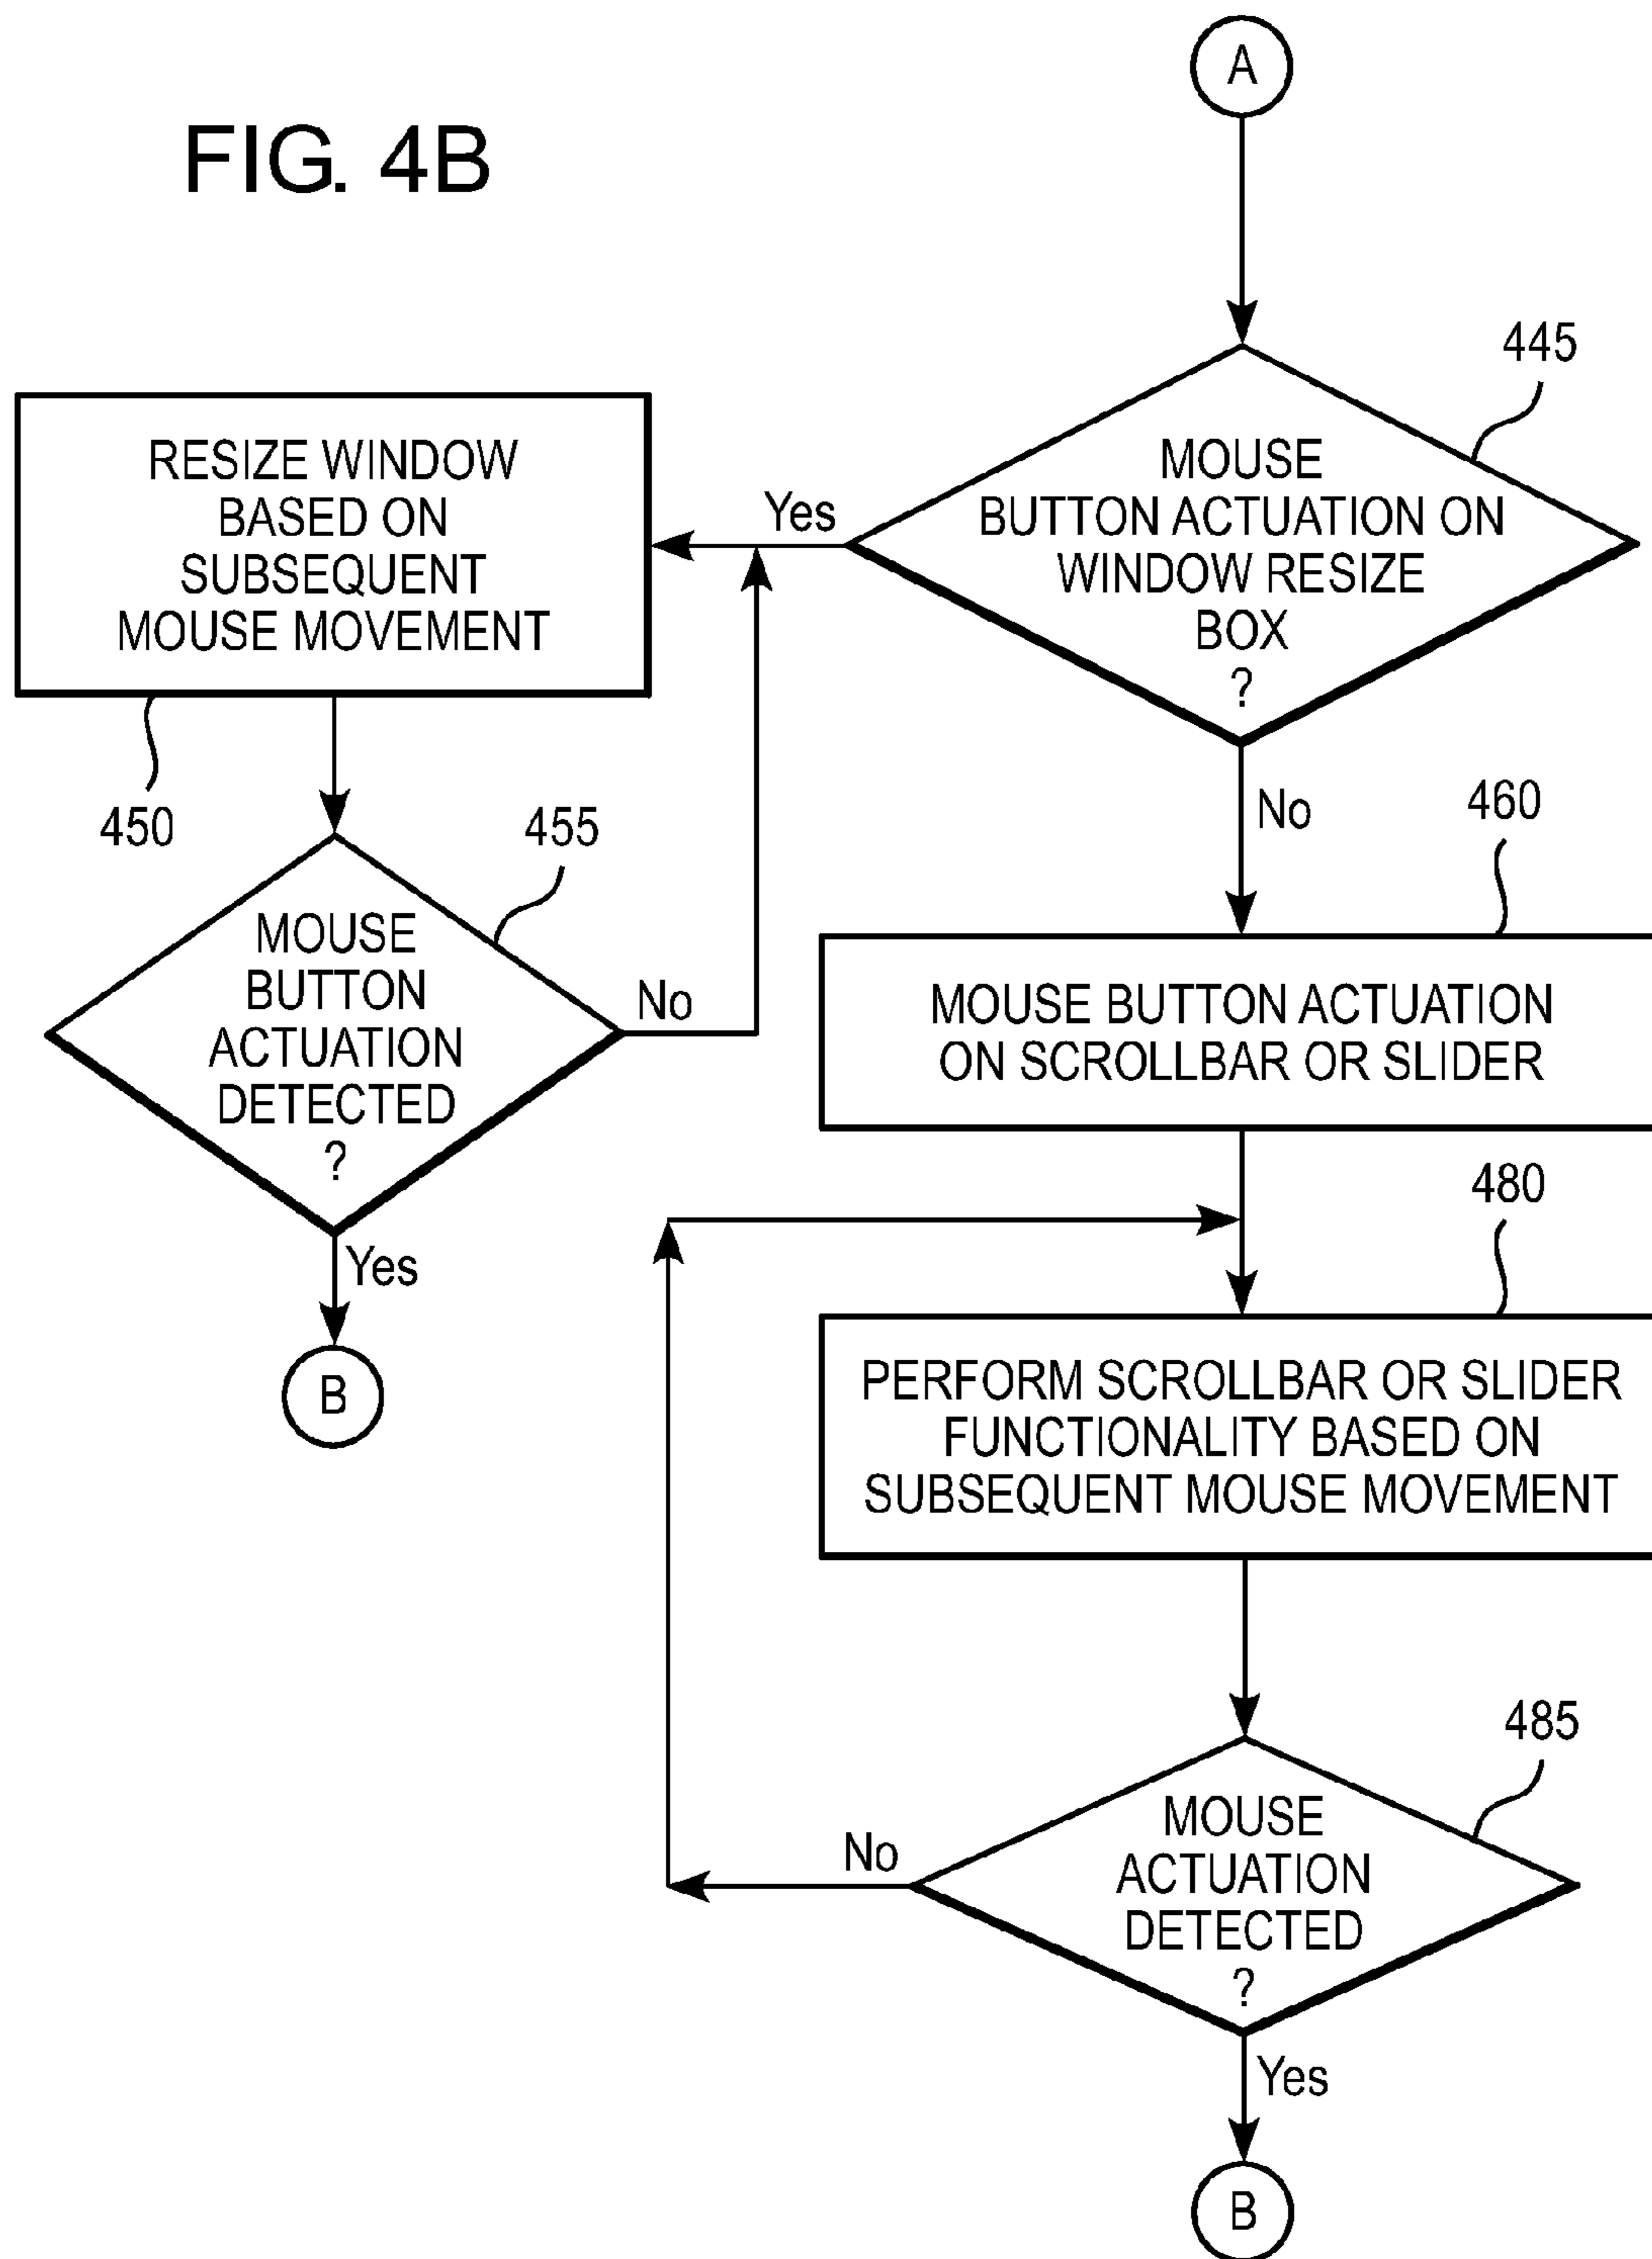 FIG. 4B
A
445
MOUSE
BUTTON ACTUATION ON
WINDOW RESIZE
BOX
?
Yes
No
RESIZE WINDOW
BASED ON
SUBSEQUENT
MOUSE MOVEMENT
450
455
MOUSE
BUTTON
ACTUATION
DETECTED
?
No
Yes
B
460
MOUSE BUTTON ACTUATION
ON SCROLLBAR OR SLIDER
480
PERFORM SCROLLBAR OR SLIDER
FUNCTIONALITY BASED ON
SUBSEQUENT MOUSE MOVEMENT
485
MOUSE
ACTUATION
DETECTED
?
No
Yes
B